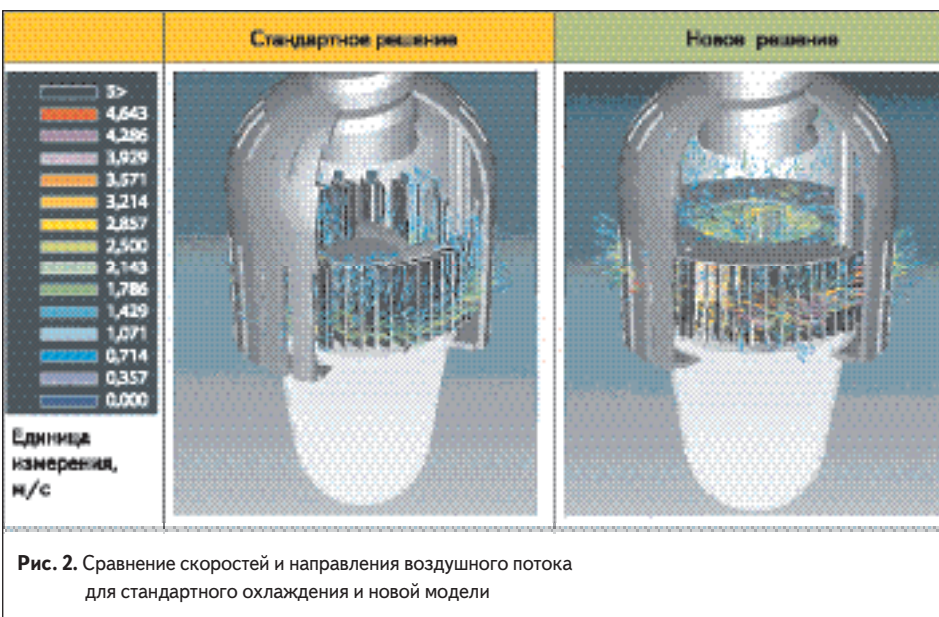 Стандартное решение
Новое решение
5>
4,643
4,286
3,929
3,571
3,214
2,857
2,500
2,143
1,786
1,429
1,071
0,714
0,357
0,000
Единица
измерения,
м/с
Рис. 2. Сравнение скоростей и направления воздушного потока
для стандартного охлаждения и новой модели